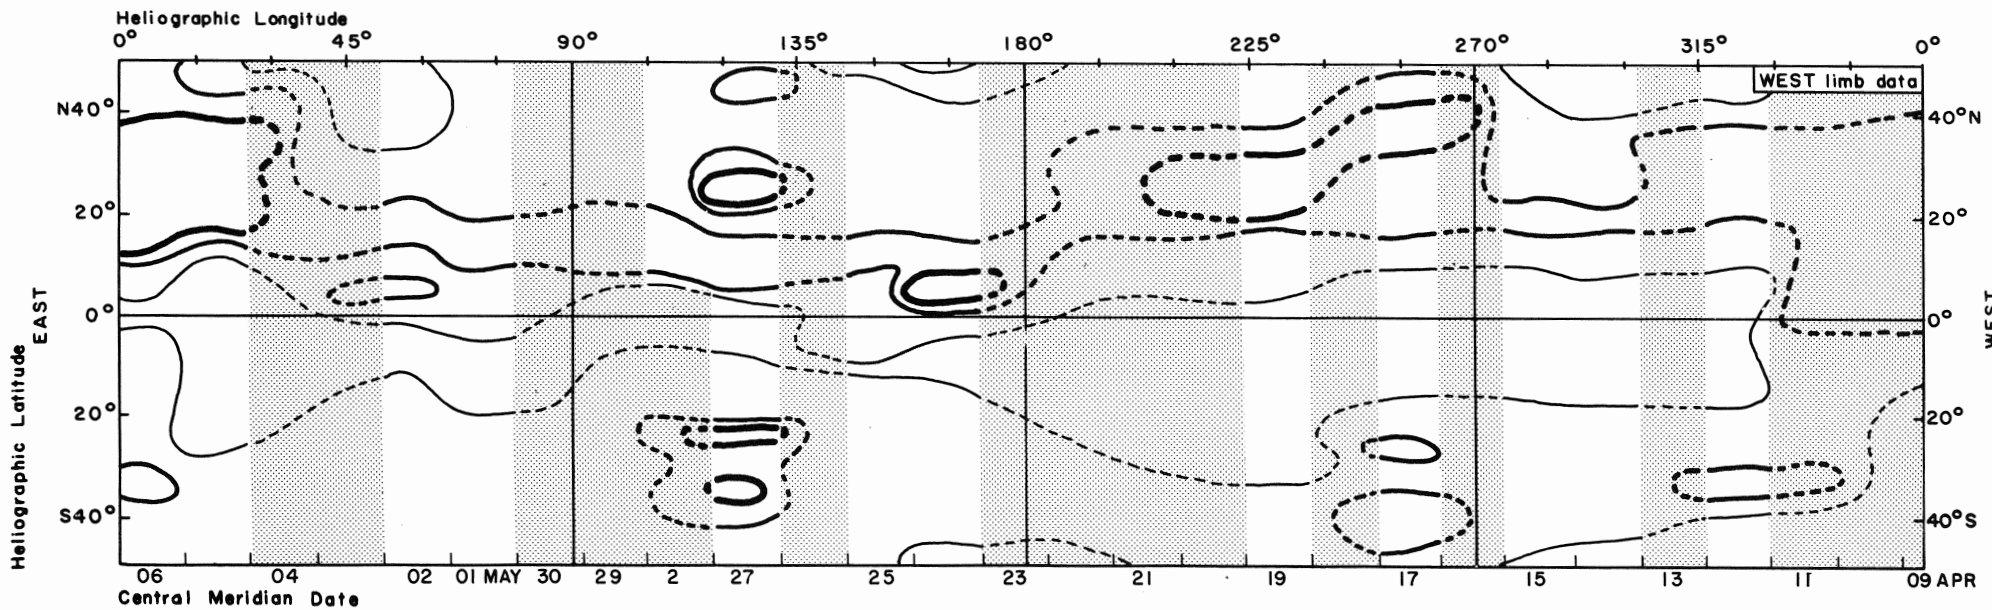 Heliographic Longitude
0° 45° 90° 135° 180° 225° 270° 315° 0°
WEST limb data
N40° 40°N
20° 20°
0° 0°
EAST
WEST
20° 20°
S40° 40°S
Heliographic Latitude
06 04 02 01 MAY 30 29 2 27 25 23 21 19 17 15 13 11 09 APR
Central Meridian Date